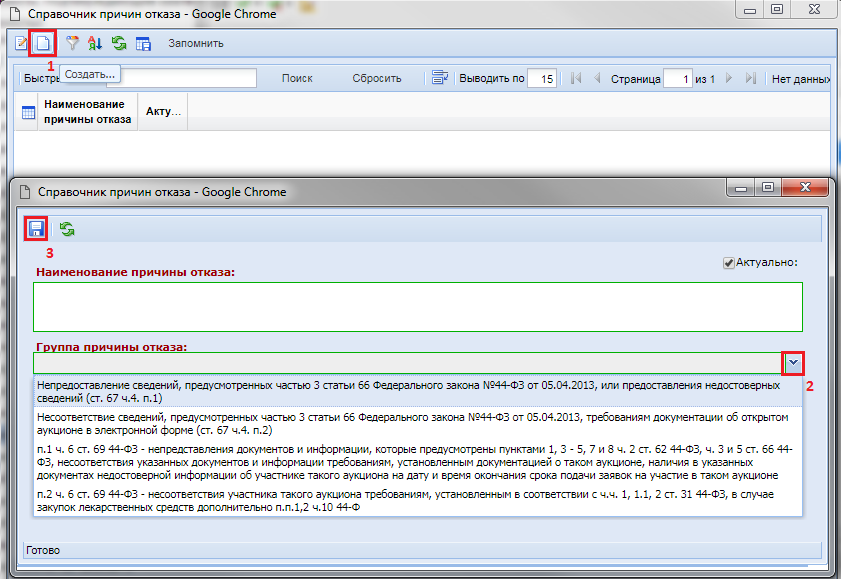 Справочник причин отказа - Google Chrome
Запомнить
1
Создать...
Поиск Сбросить Выводить по 15 Страница 1 из 1 Нет данных
Наименование
причины отказа
Акту...
Справочник причин отказа - Google Chrome
3
Актуально:
Наименование причины отказа:
Группа причины отказа:
2
Непредоставление сведений, предусмотренных частью 3 статьи 66 Федерального закона №44-ФЗ от 05.04.2013, или предоставления недостоверных
сведений (ст. 67 ч.4. п.1)
Несоответствие сведений, предусмотренных частью 3 статьи 66 Федерального закона №44-ФЗ от 05.04.2013, требованиям документации об открытом
аукционе в электронной форме (ст. 67 ч.4. п.2)
п.1 ч. 6 ст. 69 44-ФЗ - непредставления документов и информации, которые предусмотрены пунктами 1, 3 - 5, 7 и 8 ч. 2 ст. 62 44-ФЗ, ч. 3 и 5 ст. 66 44-
ФЗ, несоответствия указанных документов и информации требованиям, установленным документацией о таком аукционе, наличия в указанных
документах недостоверной информации об участнике такого аукциона на дату и время окончания срока подачи заявок на участие в таком аукционе
п.2 ч. 6 ст. 69 44-ФЗ - несоответствия участника такого аукциона требованиям, установленным в соответствии с ч.ч. 1, 1.1, 2 ст. 31 44-ФЗ, в случае
закупок лекарственных средств дополнительно п.п.1,2 ч.10 44-Ф
Готово